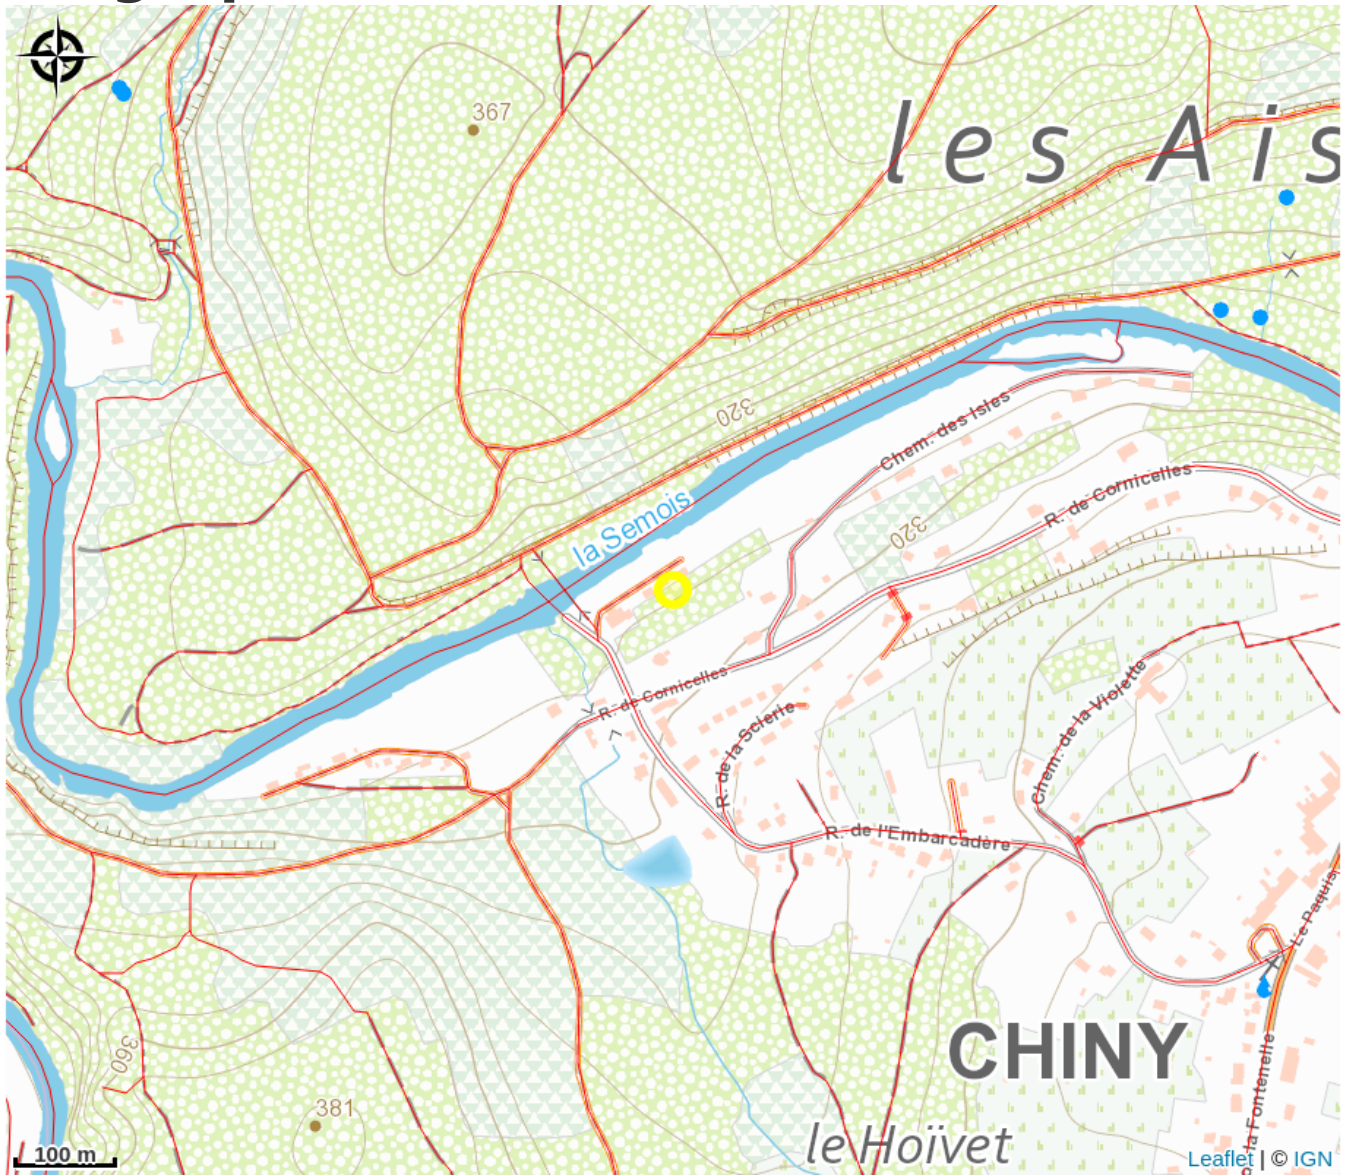 367
les Ais
320
Chem. des Isles
la Semois
R. de Cornicelles
320
R. de Cornicelles
R. de la Scierie
Chem. de la Violette
R. de l'Embarcadère
Le Paquis
CHINY
360
la Fontenelle
381
le Hoïvet
100 m
Leaflet | © IGN